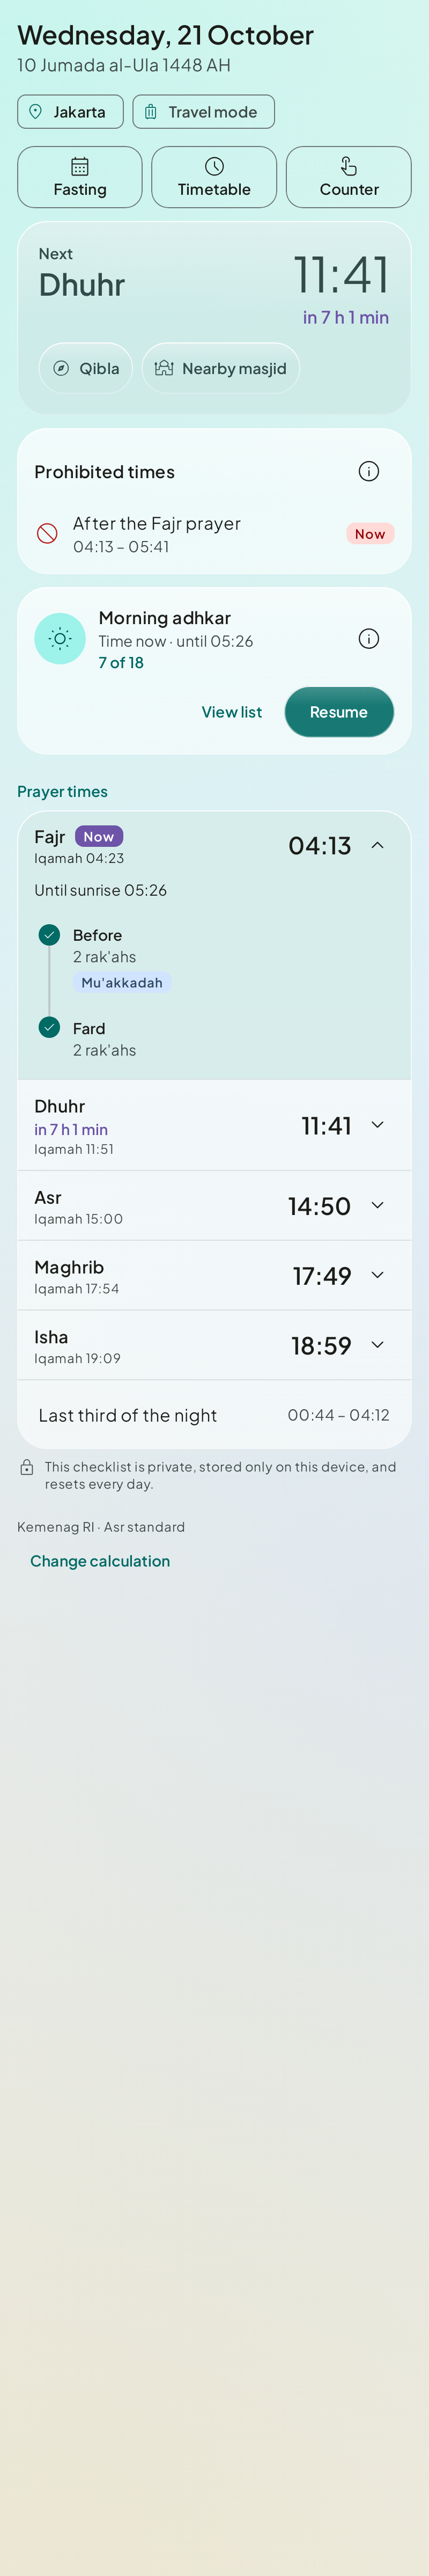 Wednesday, 21 October
10 Jumada al-Ula 1448 AH
Jakarta
Travel mode
Fasting
Timetable
Counter
Next
Dhuhr
11:41
in 7 h 1 min
Qibla
Nearby masjid
Prohibited times
After the Fajr prayer
04:13 – 05:41
Now
Morning adhkar
Time now · until 05:26
7 of 18
View list
Resume
Prayer times
Fajr
Now
Iqamah 04:23
04:13
Until sunrise 05:26
Before
2 rak'ahs
Mu'akkadah
Fard
2 rak'ahs
Dhuhr
in 7 h 1 min
Iqamah 11:51
11:41
Asr
Iqamah 15:00
14:50
Maghrib
Iqamah 17:54
17:49
Isha
Iqamah 19:09
18:59
Last third of the night
00:44 – 04:12
This checklist is private, stored only on this device, and
resets every day.
Kemenag RI · Asr standard
Change calculation